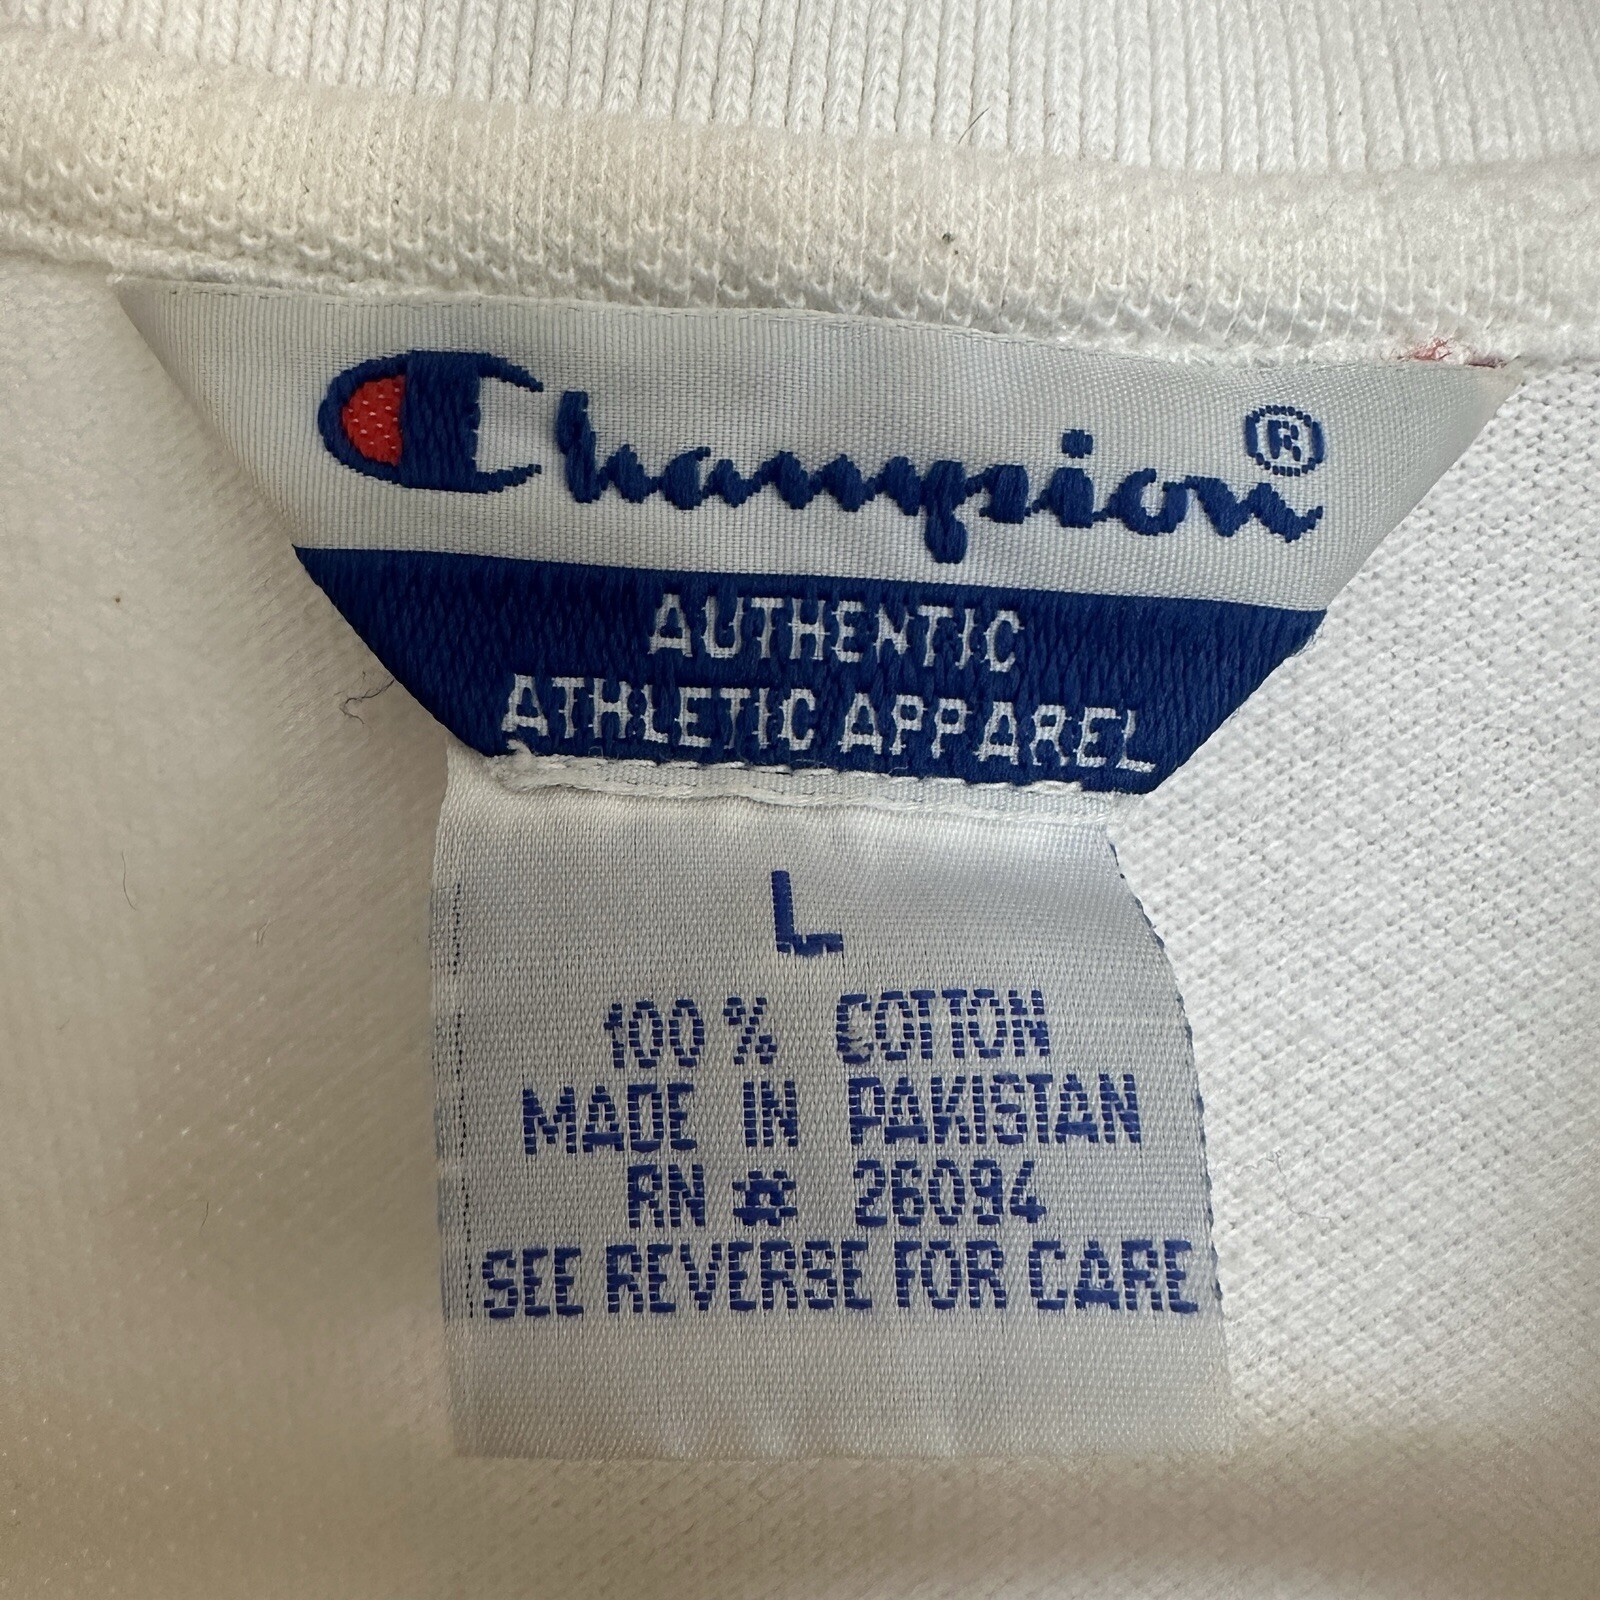 Champion®
AUTHENTIC
ATHLETIC APPAREL
L
100% COTTON
MADE IN PAKISTAN
RN # 26094
SEE REVERSE FOR CARE